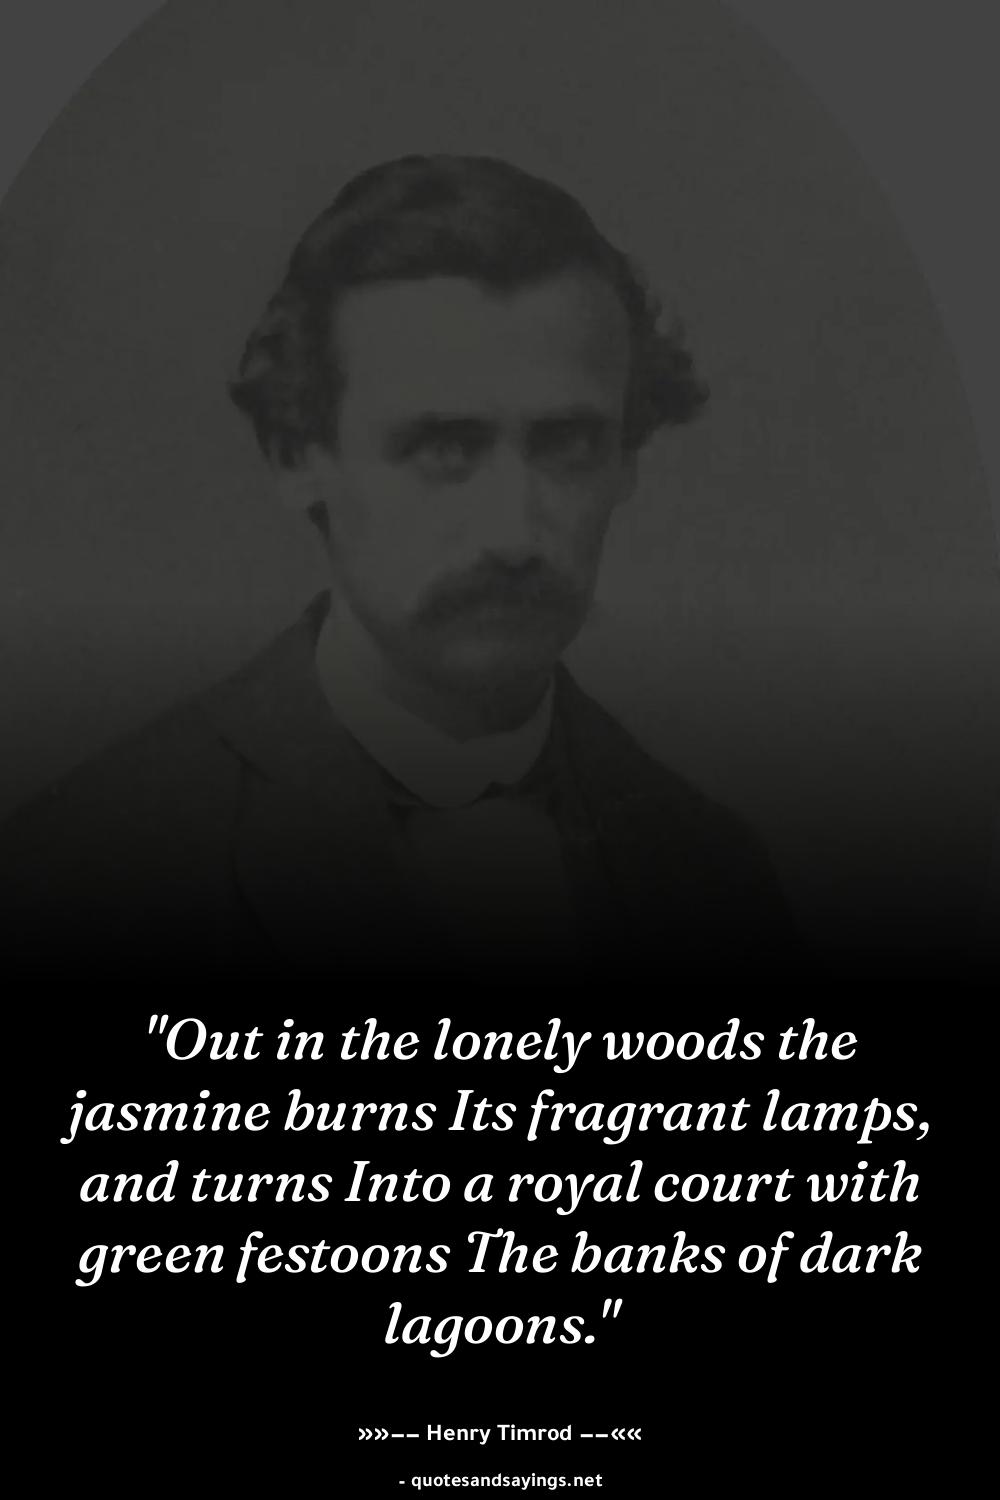 "Out in the lonely woods the
jasmine burns Its fragrant lamps,
and turns Into a royal court with
green festoons The banks of dark
lagoons."
»»−− Henry Timrod −−««
- quotesandsayings.net